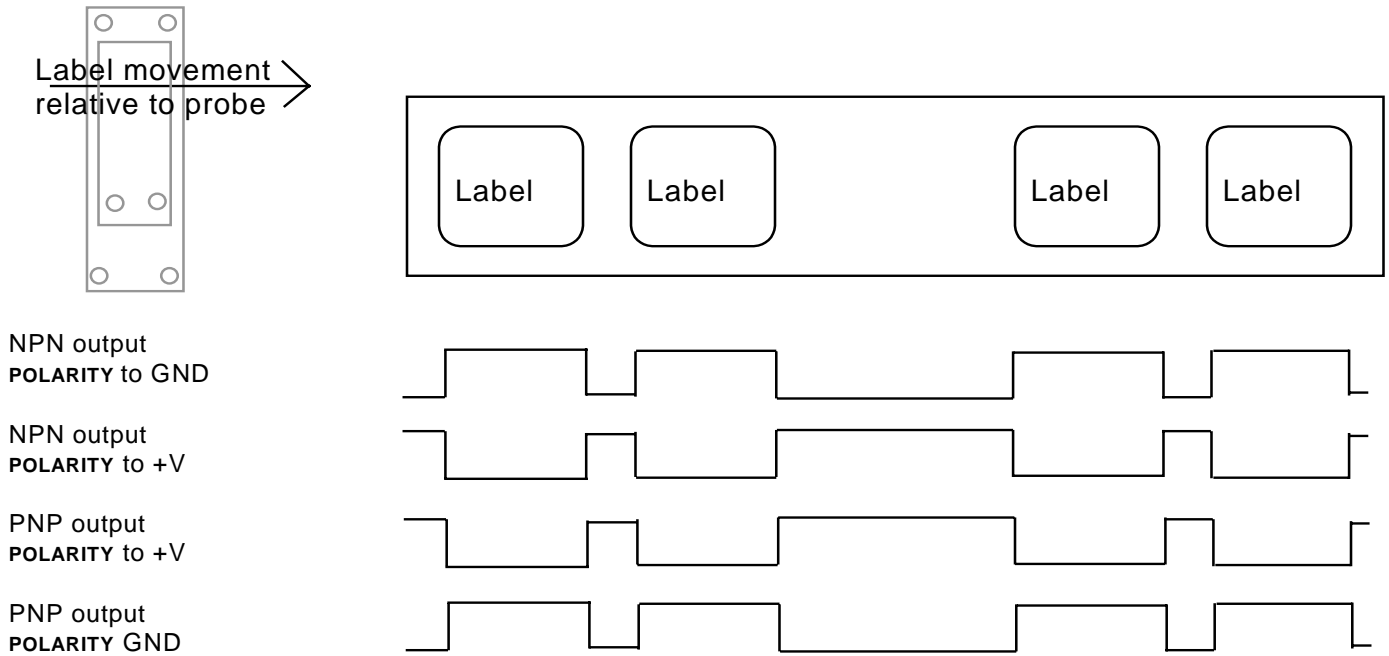 Label movement
relative to probe
Label Label Label Label
NPN output
POLARITY to GND
NPN output
POLARITY to +V
PNP output
POLARITY to +V
PNP output
POLARITY GND